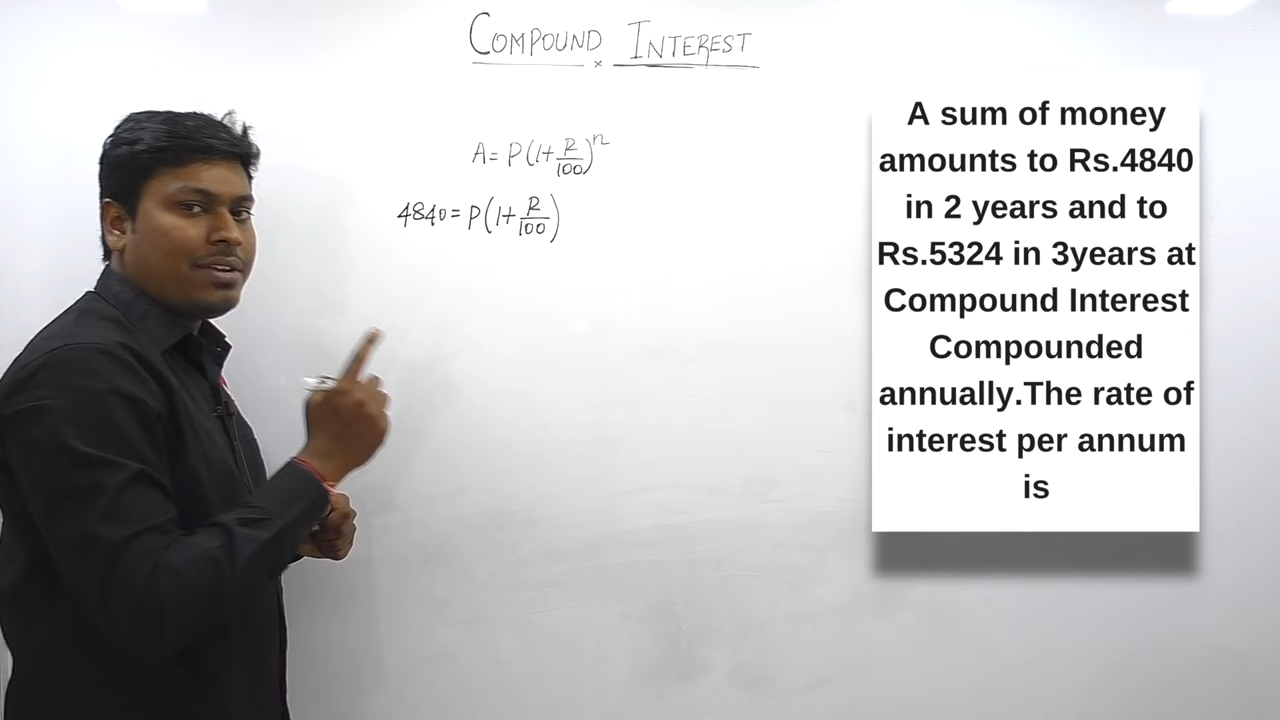 COMPOUND INTEREST
A = P(1+R/100)^n
4840 = P(1+R/100)
A sum of money
amounts to Rs.4840
in 2 years and to
Rs.5324 in 3years at
Compound Interest
Compounded
annually.The rate of
interest per annum
is